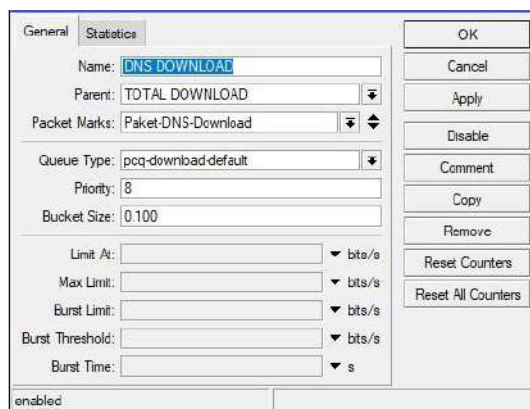 General Statistics
Name: DNS DOWNLOAD
Parent: TOTAL DOWNLOAD
Packet Marks: Paket-DNS-Download
Queue Type: pcq-download-default
Priority: 8
Bucket Size: 0.100
Limit At: bits/s
Max Limit: bits/s
Burst Limit: bits/s
Burst Threshold: bits/s
Burst Time: s
enabled
OK
Cancel
Apply
Disable
Comment
Copy
Remove
Reset Counters
Reset All Counters